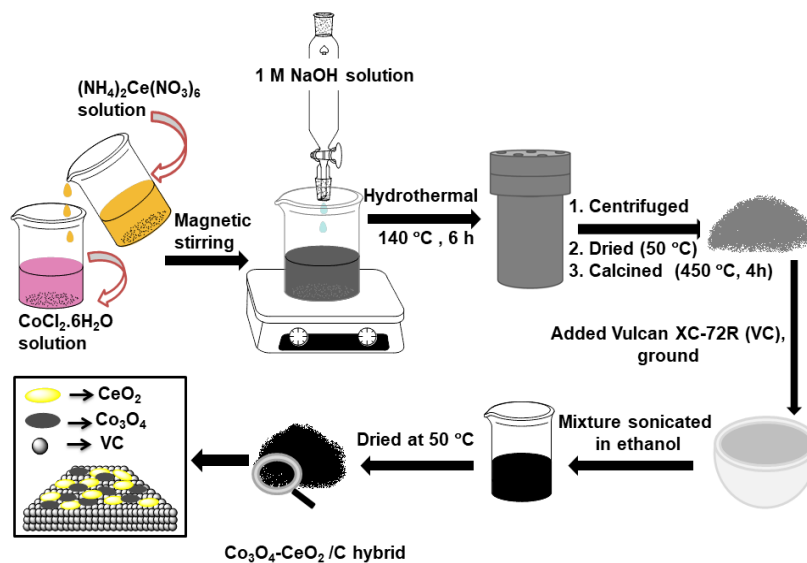 1 M NaOH solution
(NH₄)₂Ce(NO₃)₆
solution
Magnetic
stirring
CoCl₂.6H₂O
solution
Hydrothermal
140 ºC , 6 h
1. Centrifuged
2. Dried (50 ºC)
3. Calcined (450 ºC, 4h)
Added Vulcan XC-72R (VC),
ground
Mixture sonicated
in ethanol
Dried at 50 ºC
CeO₂
Co₃O₄
VC
Co₃O₄-CeO₂ /C hybrid